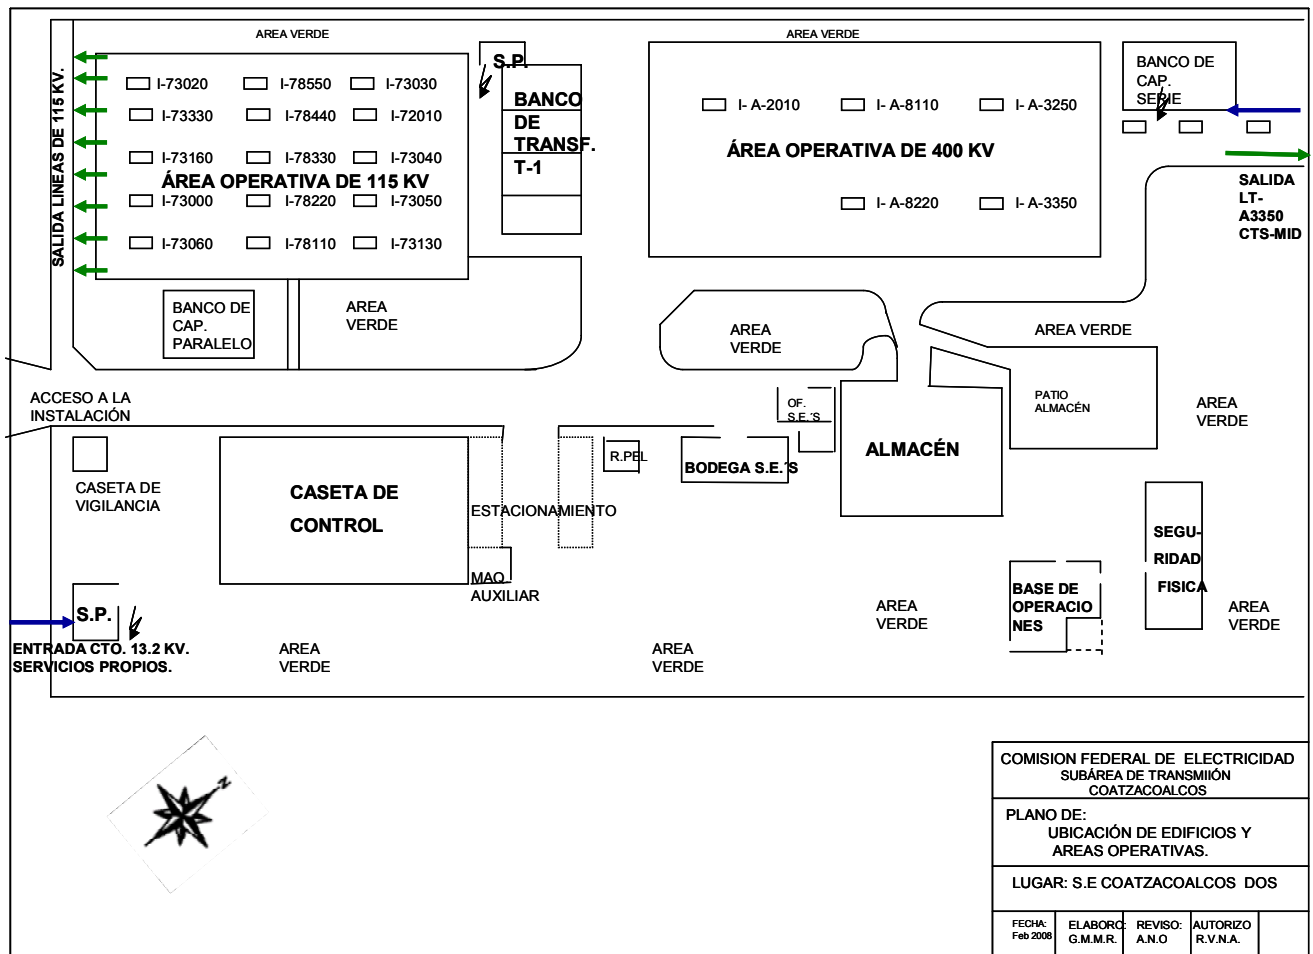 AREA VERDE
AREA VERDE
S.P.
BANCO
DE
TRANSF.
T-1
BANCO DE
CAP.
SERIE
SALIDA LINEAS DE 115 KV.
I-73020
I-78550
I-73030
I-73330
I-78440
I-72010
I-73160
I-78330
I-73040
ÁREA OPERATIVA DE 115 KV
I-73000
I-78220
I-73050
I-73060
I-78110
I-73130
I- A-2010
I- A-8110
I- A-3250
ÁREA OPERATIVA DE 400 KV
I- A-8220
I- A-3350
SALIDA
LT-
A3350
CTS-MID
BANCO DE
CAP.
PARALELO
AREA
VERDE
AREA
VERDE
AREA VERDE
ACCESO A LA
INSTALACIÓN
OF.
S.E.´S
PATIO
ALMACÉN
AREA
VERDE
CASETA DE
VIGILANCIA
CASETA DE
CONTROL
ESTACIONAMIENTO
R.PEL
BODEGA S.E.´S
ALMACÉN
SEGU-
RIDAD
FISICA
MAQ.
AUXILIAR
S.P.
ENTRADA CTO. 13.2 KV.
SERVICIOS PROPIOS.
AREA
VERDE
AREA
VERDE
AREA
VERDE
BASE DE
OPERACIO
NES
AREA
VERDE
N
COMISION FEDERAL DE ELECTRICIDAD
SUBÁREA DE TRANSMIIÓN
COATZACOALCOS
PLANO DE:
UBICACIÓN DE EDIFICIOS Y
AREAS OPERATIVAS.
LUGAR: S.E COATZACOALCOS DOS
FECHA:
Feb 2008
ELABORO:
G.M.M.R.
REVISO:
A.N.O
AUTORIZO
R.V.N.A.